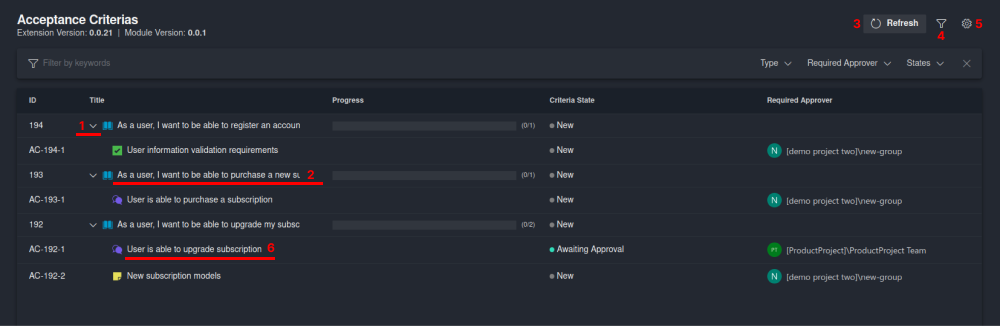 Acceptance Criterias
Extension Version: 0.0.21 | Module Version: 0.0.1
3 Refresh 4 5
Filter by keywords Type Required Approver States
ID Title Progress Criteria State Required Approver
194 1 As a user, I want to be able to register an accoun (0/1) New
AC-194-1 User information validation requirements New N [demo project two]\new-group
193 As a user, I want to be able to purchase a new su 2 (0/1) New
AC-193-1 User is able to purchase a subscription New N [demo project two]\new-group
192 As a user, I want to be able to upgrade my subsc (0/2) New
AC-192-1 User is able to upgrade subscription 6 Awaiting Approval PT [ProductProject]\ProductProject Team
AC-192-2 New subscription models New N [demo project two]\new-group